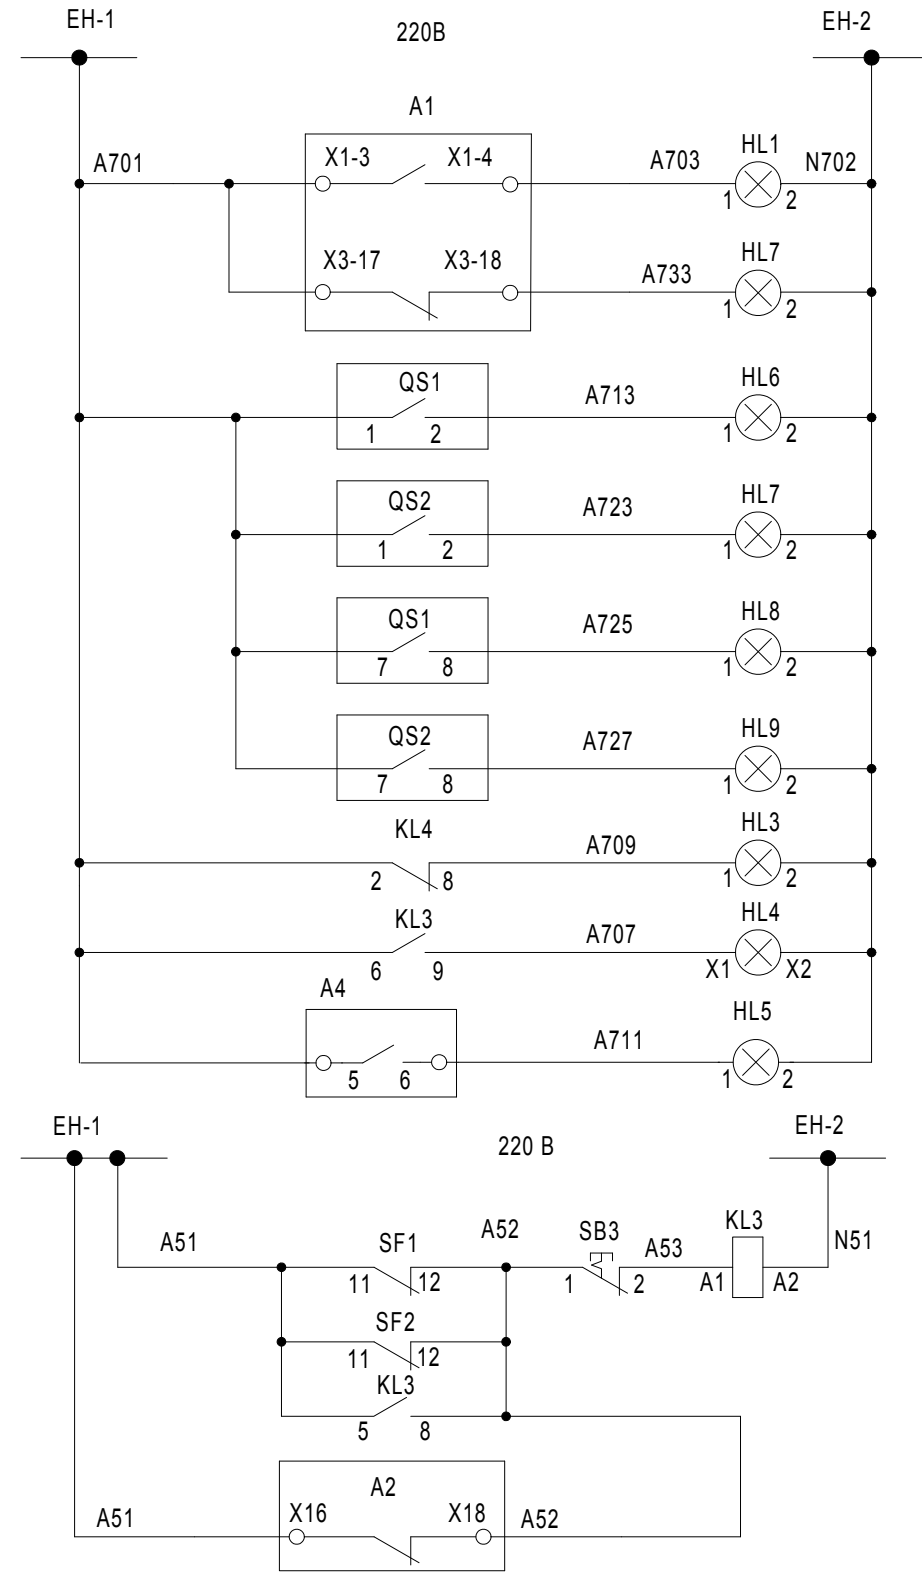 EH-1 220В EH-2
A1
A701 X1-3 X1-4 A703 HL1 N702
1 2
X3-17 X3-18 A733 HL7
1 2
QS1 A713 HL6
1 2 1 2
QS2 A723 HL7
1 2 1 2
QS1 A725 HL8
7 8 1 2
QS2 A727 HL9
7 8 1 2
KL4 A709 HL3
2 8 1 2
KL3 A707 HL4
6 9 X1 X2
A4 A711 HL5
5 6 1 2
EH-1 220 В EH-2
A51 SF1 A52 SB3 A53 KL3 N51
11 12 1 2 A1 A2
SF2
11 12
KL3
5 8
A2
A51 X16 X18 A52